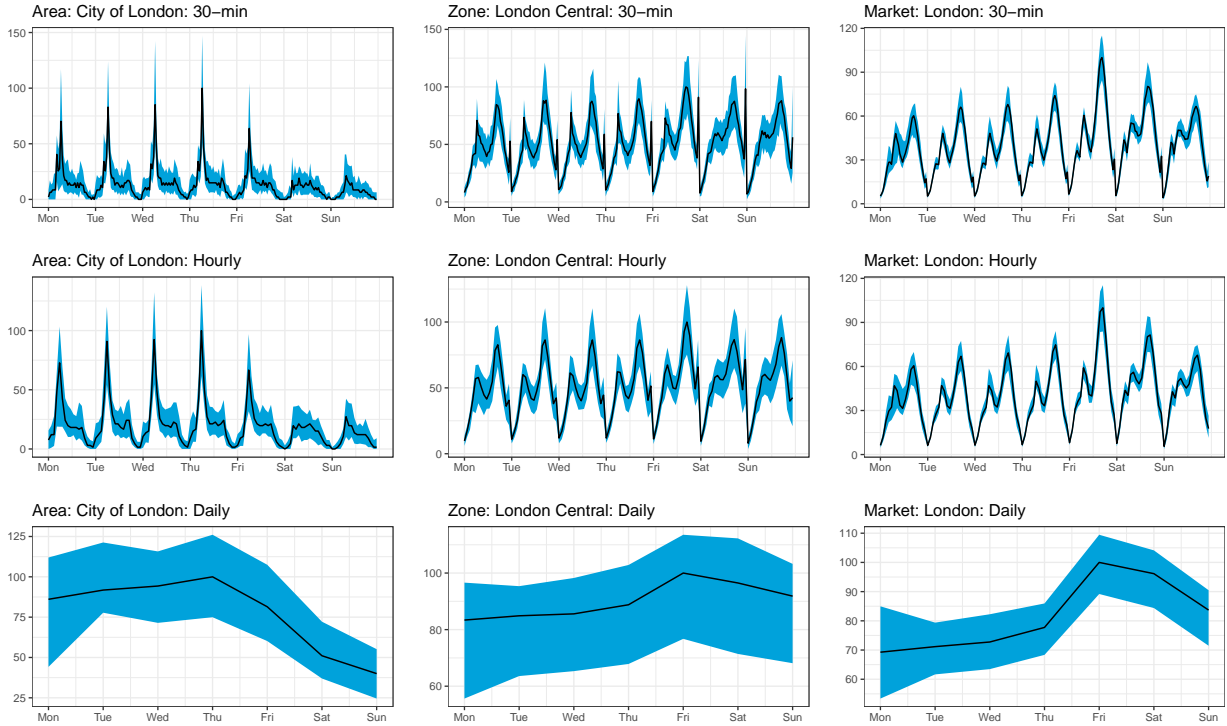 Area: City of London: 30−min
150
100
50
0
Mon Tue Wed Thu Fri Sat Sun
Zone: London Central: 30−min
150
100
50
0
Mon Tue Wed Thu Fri Sat Sun
Market: London: 30−min
120
90
60
30
0
Mon Tue Wed Thu Fri Sat Sun
Area: City of London: Hourly
100
50
0
Mon Tue Wed Thu Fri Sat Sun
Zone: London Central: Hourly
100
50
0
Mon Tue Wed Thu Fri Sat Sun
Market: London: Hourly
120
90
60
30
0
Mon Tue Wed Thu Fri Sat Sun
Area: City of London: Daily
125
100
75
50
25
Mon Tue Wed Thu Fri Sat Sun
Zone: London Central: Daily
100
80
60
Mon Tue Wed Thu Fri Sat Sun
Market: London: Daily
110
100
90
80
70
60
Mon Tue Wed Thu Fri Sat Sun